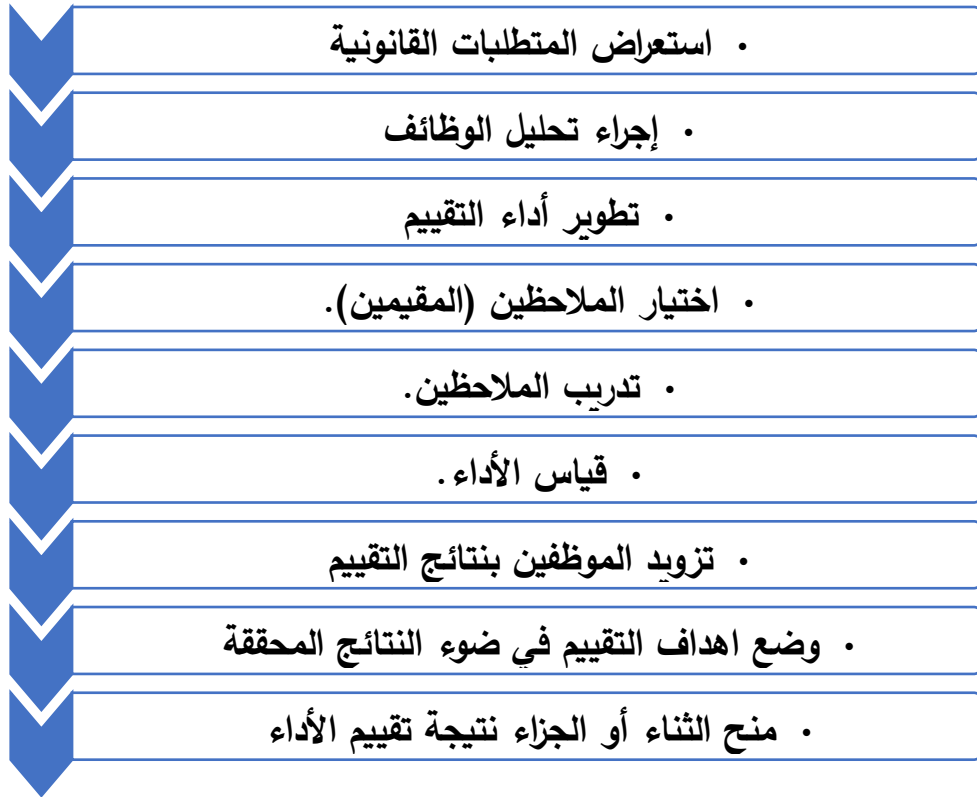 • استعراض المتطلبات القانونية
• إجراء تحليل الوظائف
• تطوير أداء التقييم
• اختيار الملاحظين (المقيمين).
• تدريب الملاحظين.
• قياس الأداء.
• تزويد الموظفين بنتائج التقييم
• وضع اهداف التقييم في ضوء النتائج المحققة
• منح الثناء أو الجزاء نتيجة تقييم الأداء